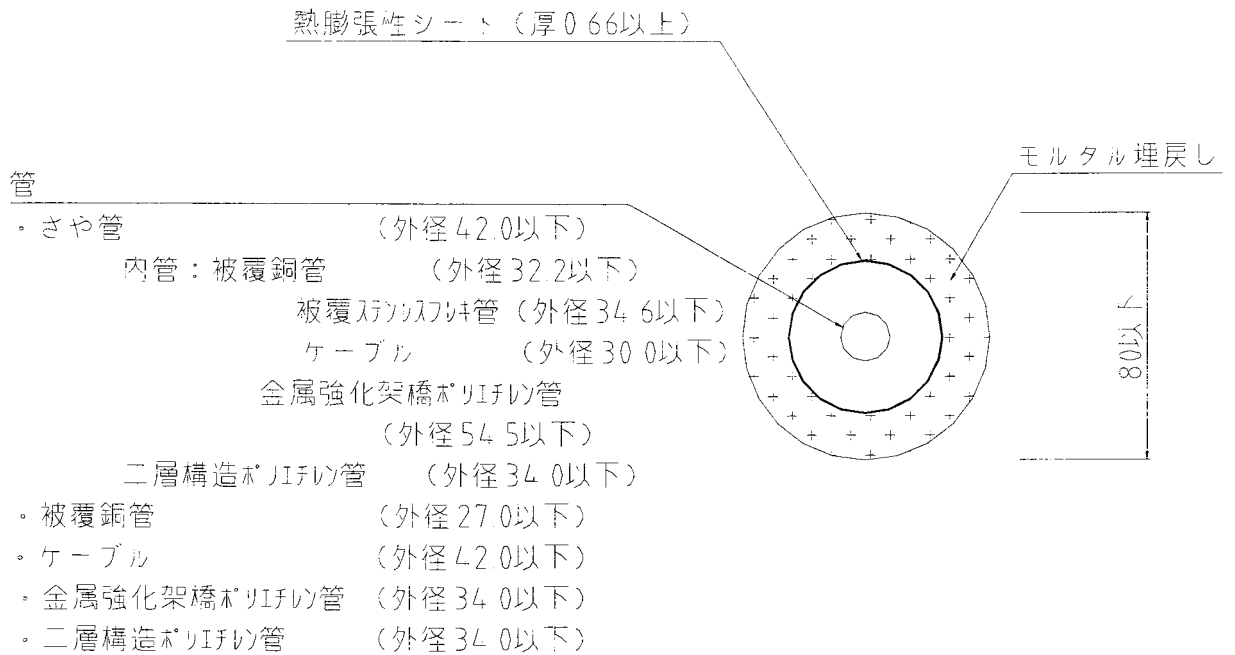 熱膨張性シート（厚0.66以上）
モルタル埋戻し
管
・さや管 （外径42.0以下）
内管：被覆銅管 （外径32.2以下）
被覆ステンレスフレキ管（外径34.6以下）
ケーブル （外径30.0以下）
金属強化架橋ポリエチレン管
（外径54.5以下）
二層構造ポリエチレン管 （外径34.0以下）
・被覆銅管 （外径27.0以下）
・ケーブル （外径42.0以下）
・金属強化架橋ポリエチレン管 （外径34.0以下）
・二層構造ポリエチレン管 （外径34.0以下）
80以下